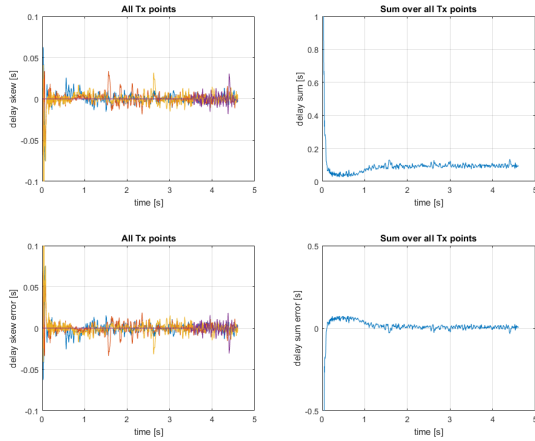 All Tx points
0.1
0.05
0
-0.05
-0.1
delay skew [s]
0 1 2 3 4 5
time [s]
Sum over all Tx points
1
0.8
0.6
0.4
0.2
0
delay sum [s]
0 1 2 3 4 5
time [s]
All Tx points
0.1
0.05
0
-0.05
-0.1
delay skew error [s]
0 1 2 3 4 5
time [s]
Sum over all Tx points
0.5
0
-0.5
delay sum error [s]
0 1 2 3 4 5
time [s]